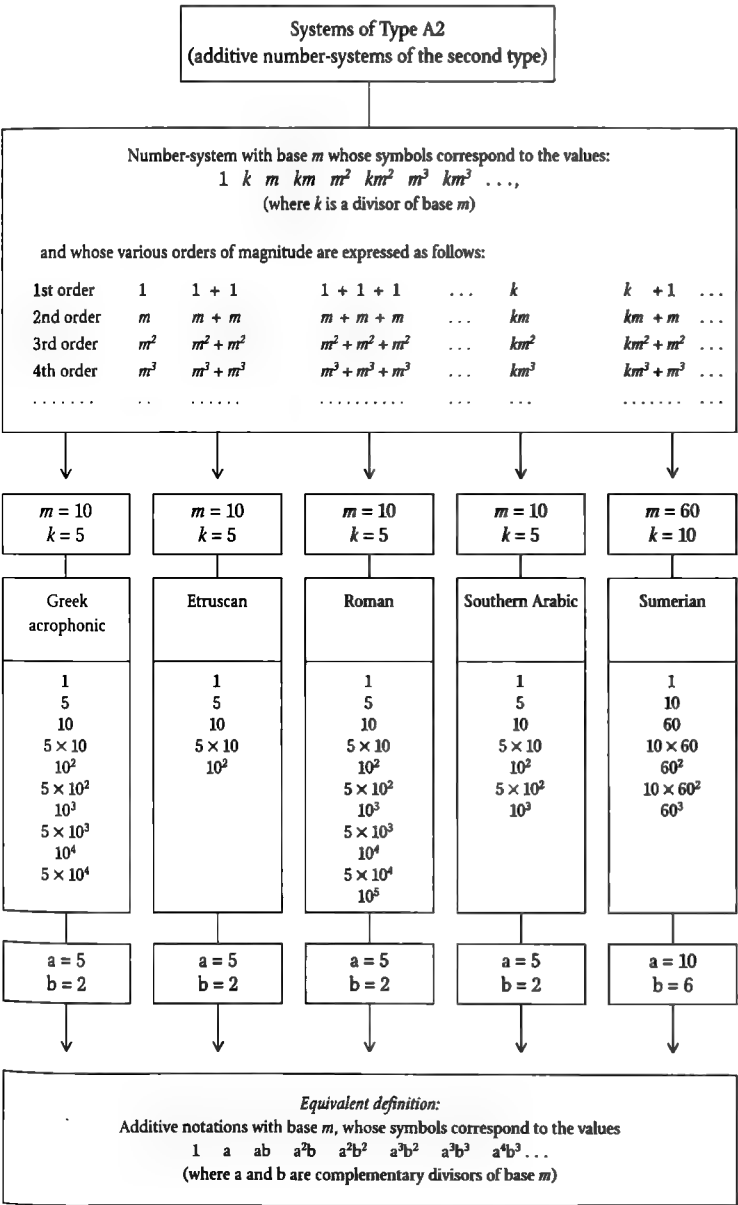 Systems of Type A2
(additive number-systems of the second type)
Number-system with base m whose symbols correspond to the values:
1 k m km m² km² m³ km³ ...,
(where k is a divisor of base m)
and whose various orders of magnitude are expressed as follows:
1st order 1 1 + 1 1 + 1 + 1 ... k k + 1 ...
2nd order m m + m m + m + m ... km km + m ...
3rd order m² m² + m² m² + m² + m² ... km² km² + m² ...
4th order m³ m³ + m³ m³ + m³ + m³ ... km³ km³ + m³ ...
....... .. ...... .......... ... ... ....... ...
m = 10
k = 5
m = 10
k = 5
m = 10
k = 5
m = 10
k = 5
m = 60
k = 10
Greek
acrophonic
1
5
10
5 × 10
10²
5 × 10²
10³
5 × 10³
10⁴
5 × 10⁴
Etruscan
1
5
10
5 × 10
10²
Roman
1
5
10
5 × 10
10²
5 × 10²
10³
5 × 10³
10⁴
5 × 10⁴
10⁵
Southern Arabic
1
5
10
5 × 10
10²
5 × 10²
10³
Sumerian
1
10
60
10 × 60
60²
10 × 60²
60³
a = 5
b = 2
a = 5
b = 2
a = 5
b = 2
a = 5
b = 2
a = 10
b = 6
Equivalent definition:
Additive notations with base m, whose symbols correspond to the values
1 a ab a²b a²b² a³b² a³b³ a⁴b³ ...
(where a and b are complementary divisors of base m)